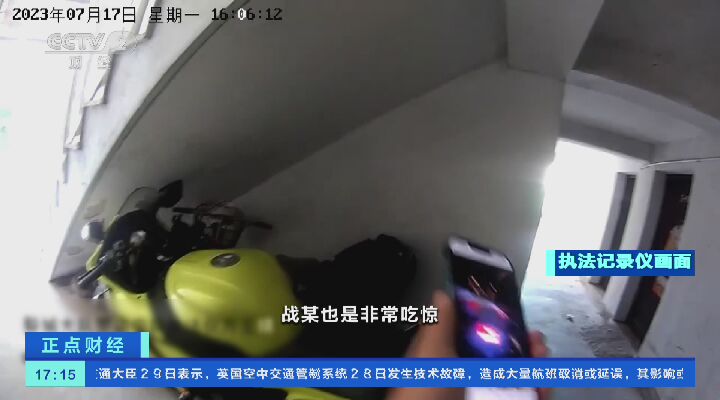 2023年07月17日 星期一 16:06:12
CCTV 2
财经
执法记录仪画面
战某也是非常吃惊
正点财经
17:15 通大臣29日表示，英国空中交通管制系统28日发生技术故障，造成大量航班取消或延误，其影响或